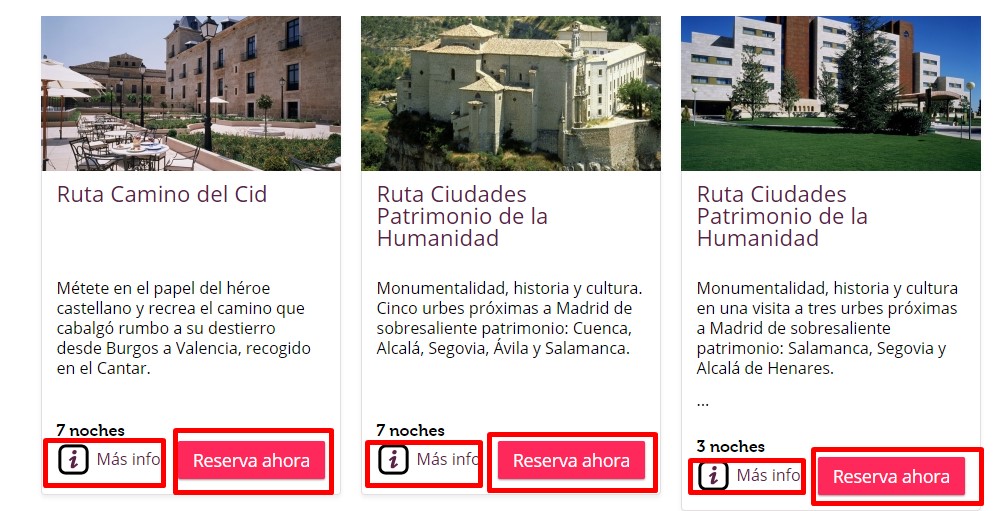 Ruta Camino del Cid
Métete en el papel del héroe
castellano y recrea el camino que
cabalgó rumbo a su destierro
desde Burgos a Valencia, recogido
en el Cantar.
7 noches
i Más info
Reserva ahora
Ruta Ciudades
Patrimonio de la
Humanidad
Monumentalidad, historia y cultura.
Cinco urbes próximas a Madrid de
sobresaliente patrimonio: Cuenca,
Alcalá, Segovia, Ávila y Salamanca.
7 noches
i Más info
Reserva ahora
Ruta Ciudades
Patrimonio de la
Humanidad
Monumentalidad, historia y cultura
en una visita a tres urbes próximas
a Madrid de sobresaliente
patrimonio: Salamanca, Segovia y
Alcalá de Henares.
...
3 noches
i Más info
Reserva ahora